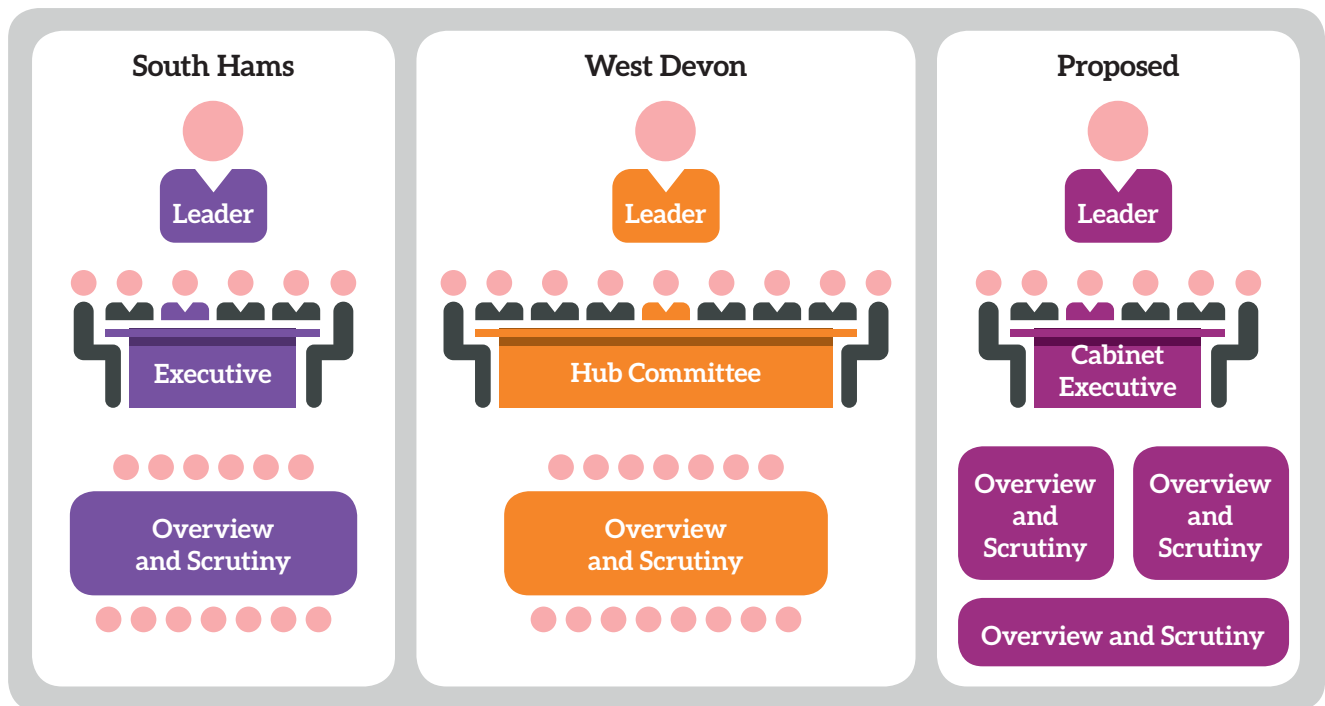 South Hams
Leader
Executive
Overview
and Scrutiny
West Devon
Leader
Hub Committee
Overview
and Scrutiny
Proposed
Leader
Cabinet
Executive
Overview
and
Scrutiny
Overview
and
Scrutiny
Overview and Scrutiny